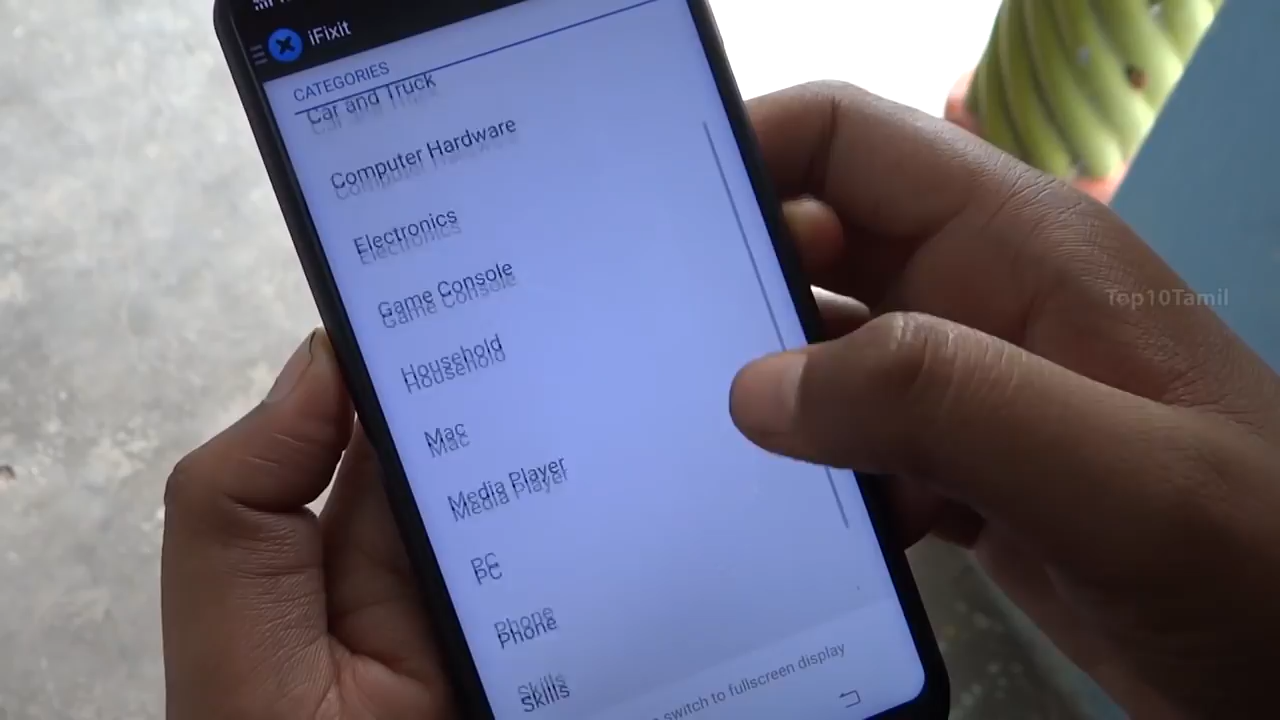 iFixit
CATEGORIES
Car and Truck
Computer Hardware
Electronics
Game Console
Household
Mac
Media Player
PC
Phone
Skills
switch to fullscreen display
Top10Tamil